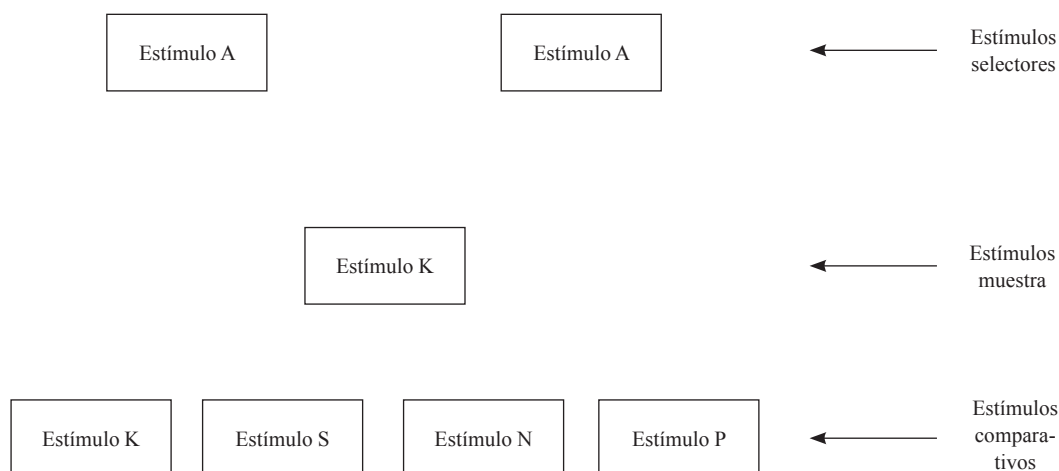 Estímulo A
Estímulo A
Estímulos
selectores
Estímulo K
Estímulos
muestra
Estímulo K
Estímulo S
Estímulo N
Estímulo P
Estímulos
compara-
tivos